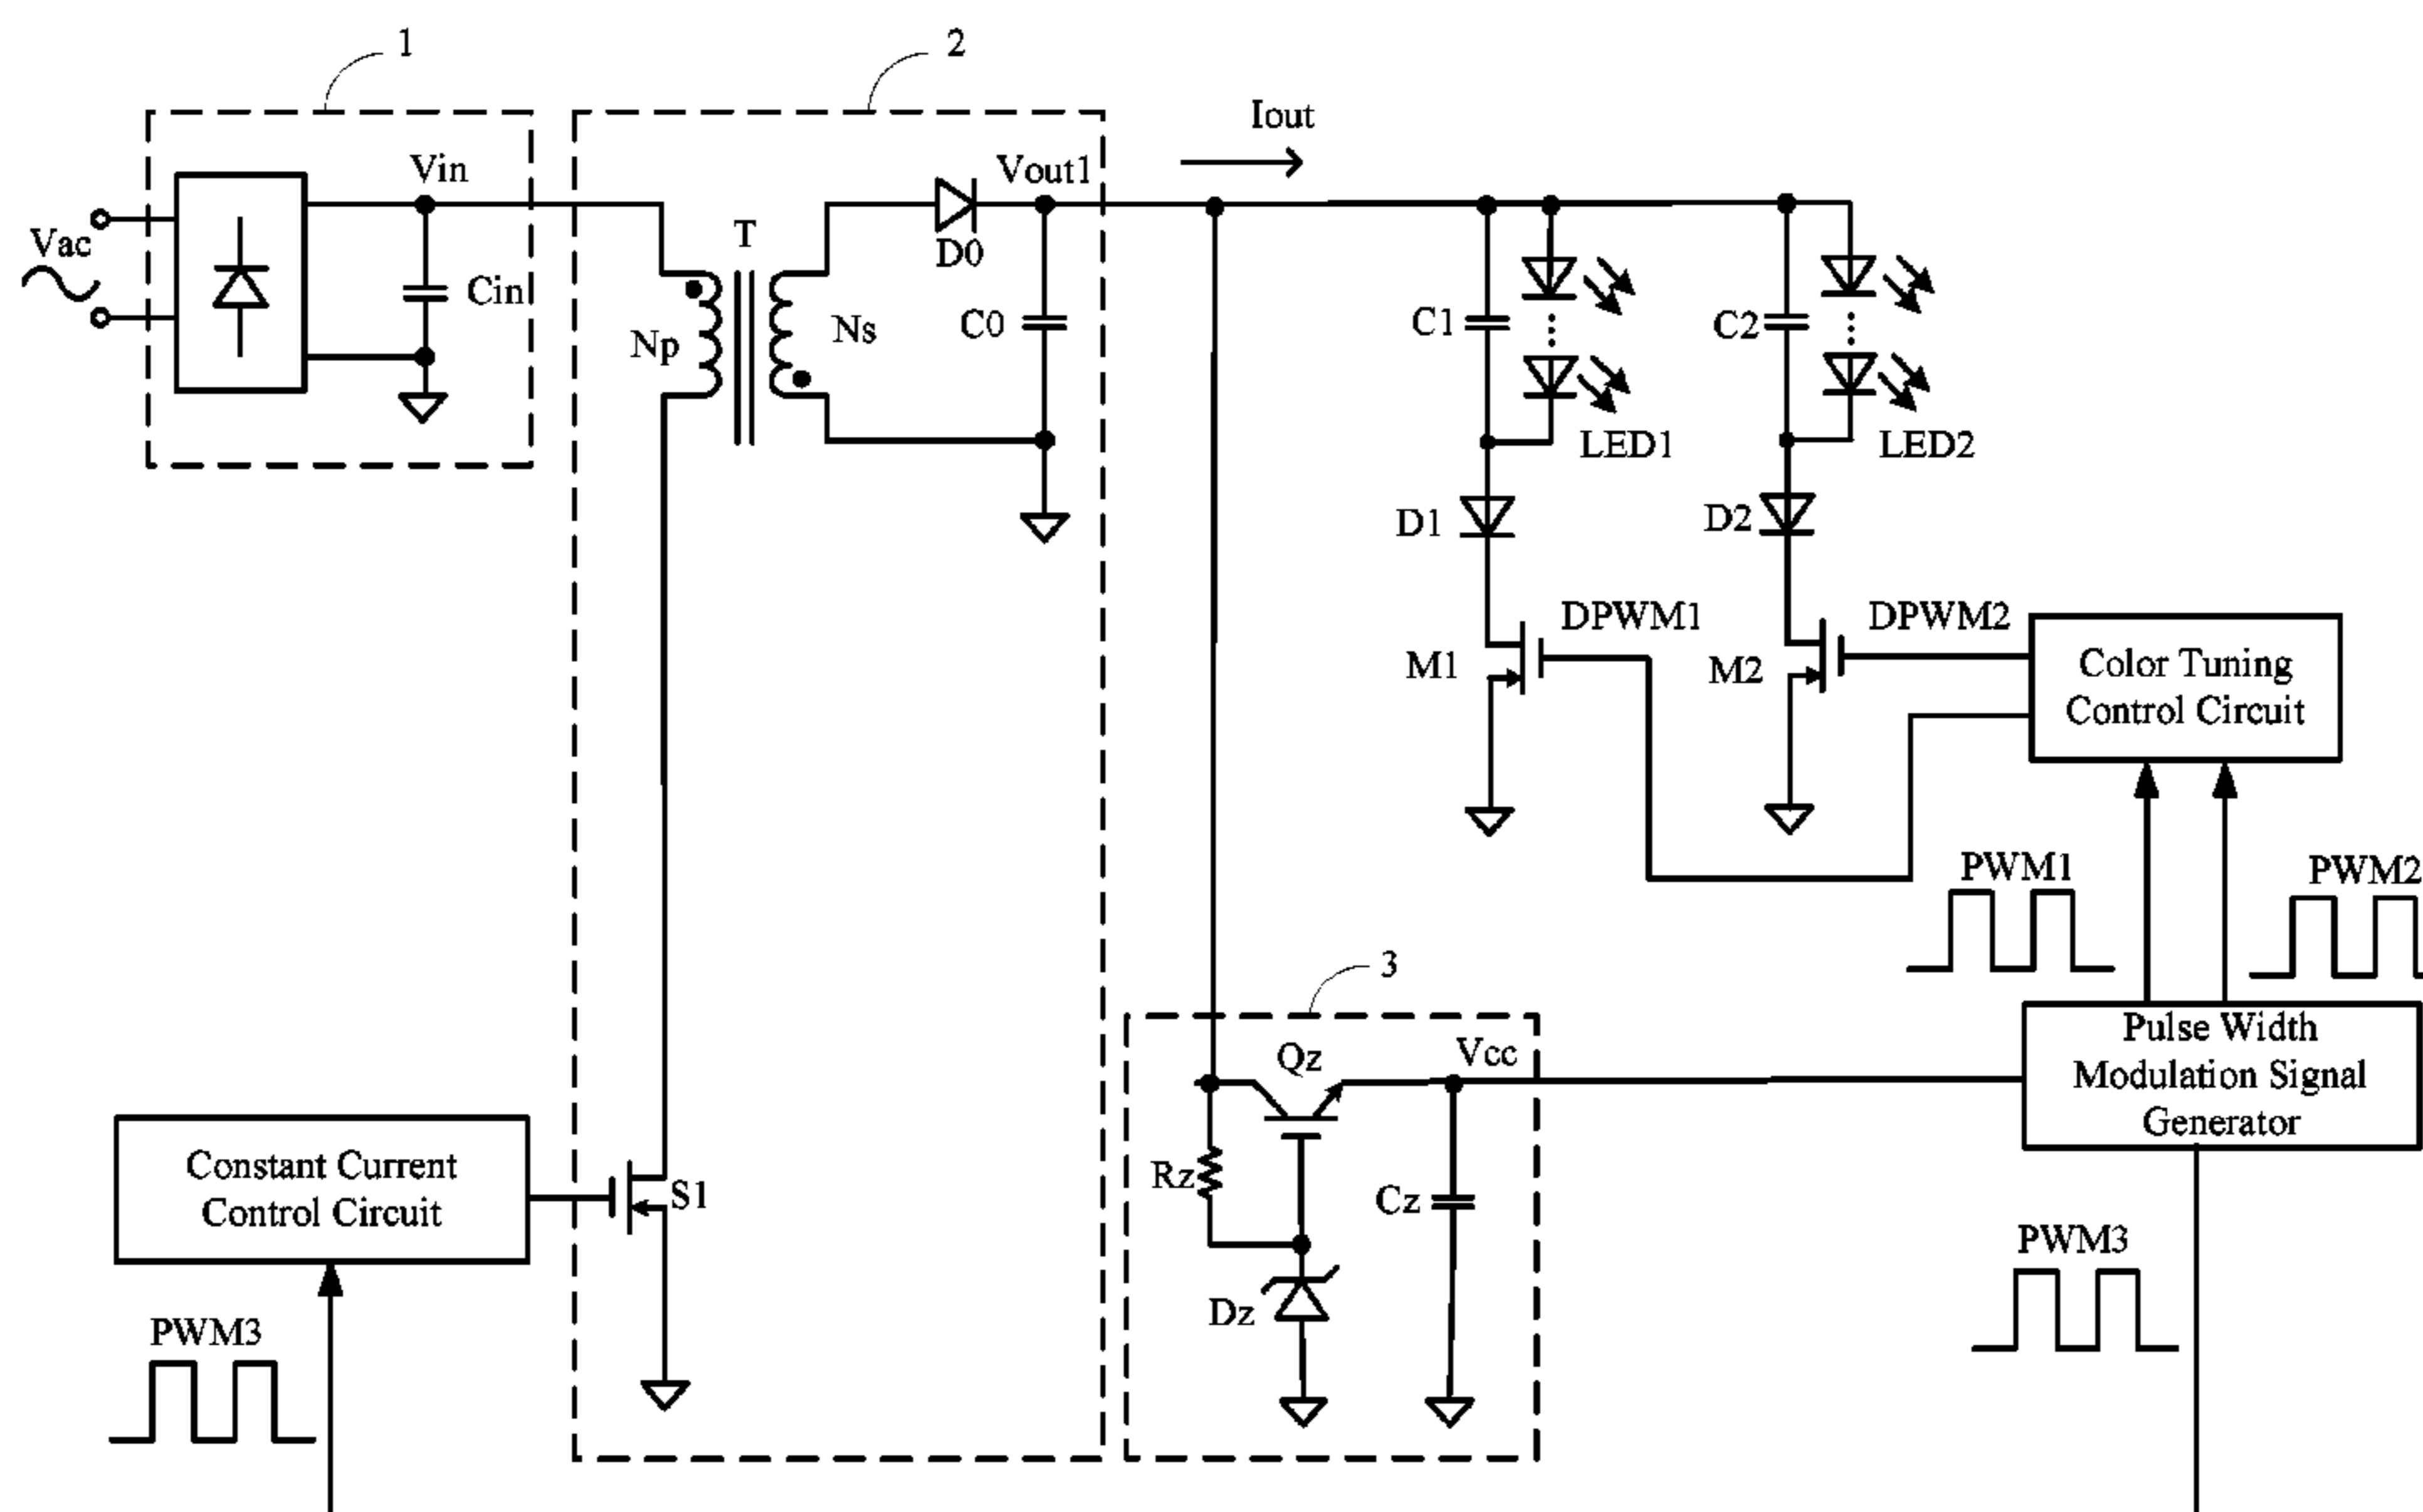 1
2
Iout
Vin
Vout1
Vac
T
D0
Cin
Np
Ns
C0
C1
C2
LED1
LED2
D1
D2
DPWM1
DPWM2
M1
M2
Color Tuning
Control Circuit
PWM1
PWM2
3
Qz
Vcc
Pulse Width
Modulation Signal
Generator
Constant Current
Control Circuit
S1
Rz
Cz
Dz
PWM3
PWM3